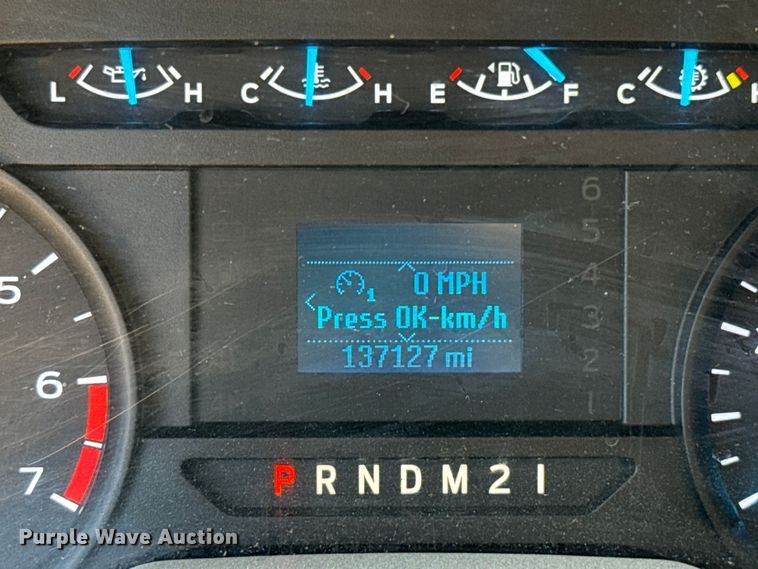 L H C H E F C H
6
5
4
3
2
1
5
6
7
0 MPH
1
Press OK-km/h
137127 mi
P R N D M 2 1
Purple Wave Auction